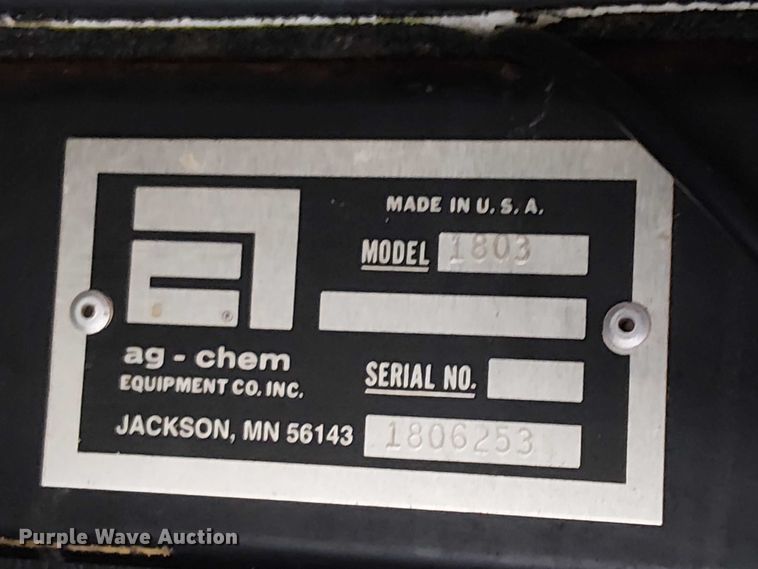 MADE IN U. S. A.
MODEL 1803
®
ag - chem
EQUIPMENT CO. INC.
SERIAL NO.
JACKSON, MN 56143 1806253
Purple Wave Auction